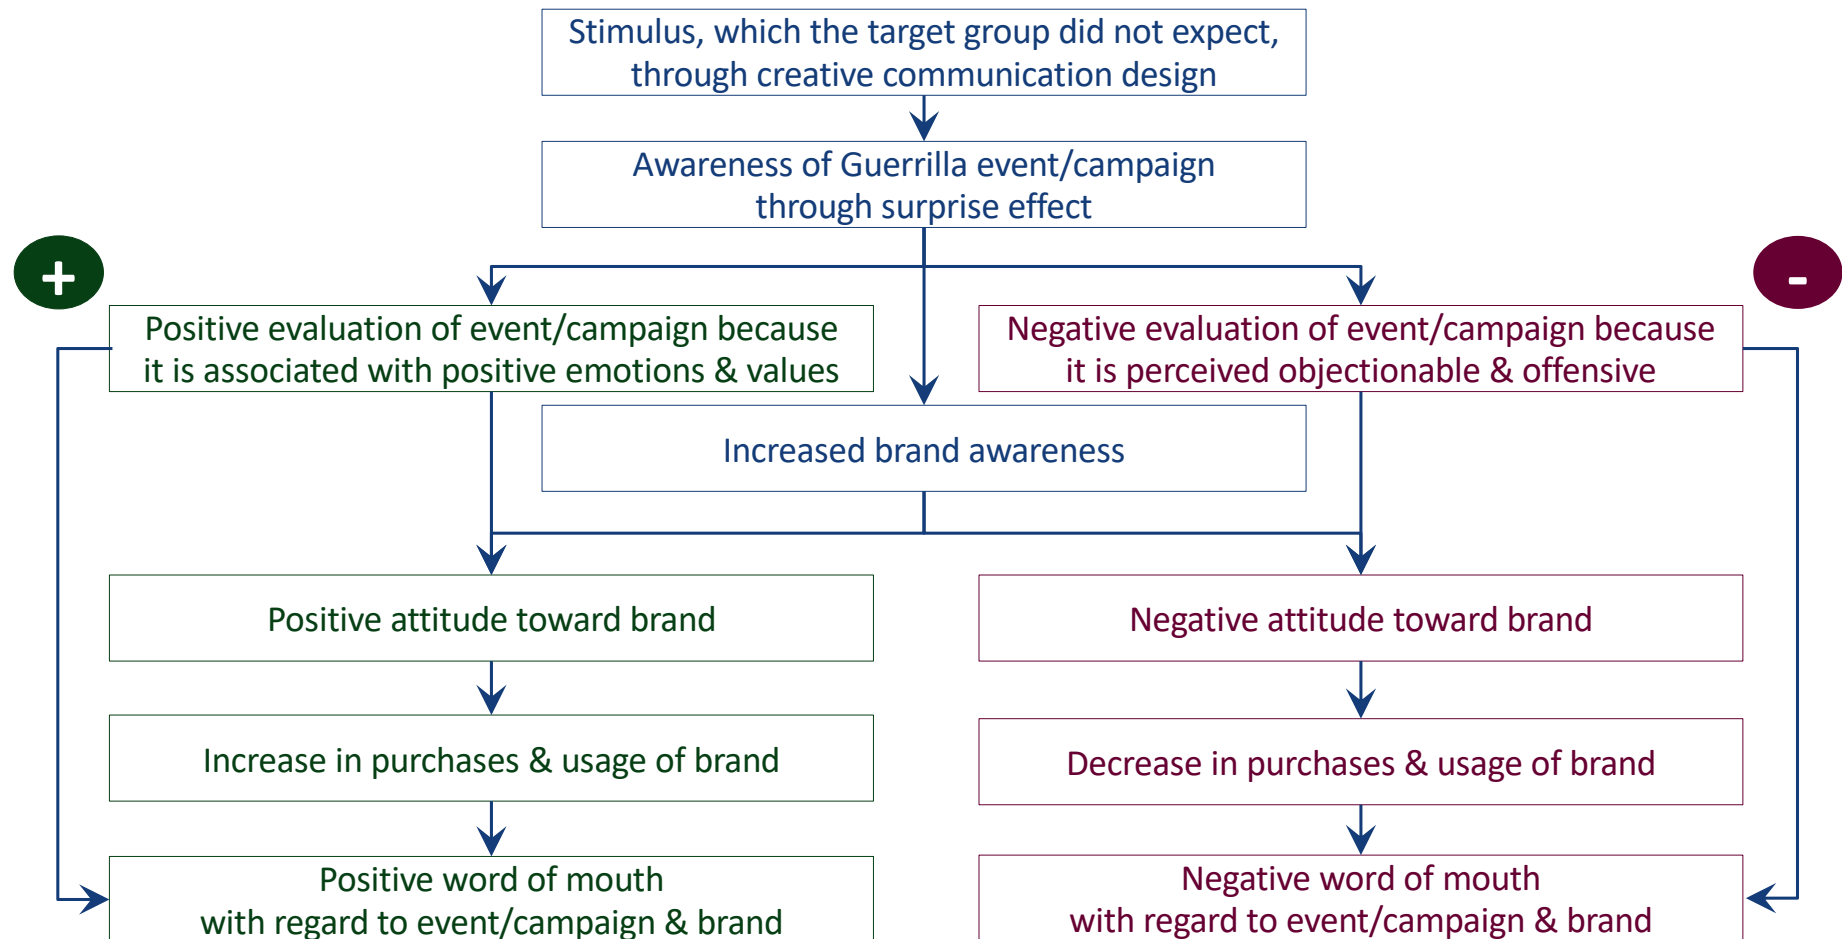 Stimulus, which the target group did not expect,
through creative communication design
Awareness of Guerrilla event/campaign
through surprise effect
+
-
Positive evaluation of event/campaign because
it is associated with positive emotions & values
Negative evaluation of event/campaign because
it is perceived objectionable & offensive
Increased brand awareness
Positive attitude toward brand
Negative attitude toward brand
Increase in purchases & usage of brand
Decrease in purchases & usage of brand
Positive word of mouth
with regard to event/campaign & brand
Negative word of mouth
with regard to event/campaign & brand